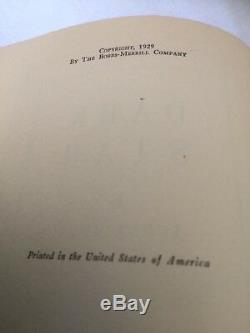 COPYRIGHT, 1929
BY THE BOBBS-MERRILL COMPANY
Printed in the United States of America